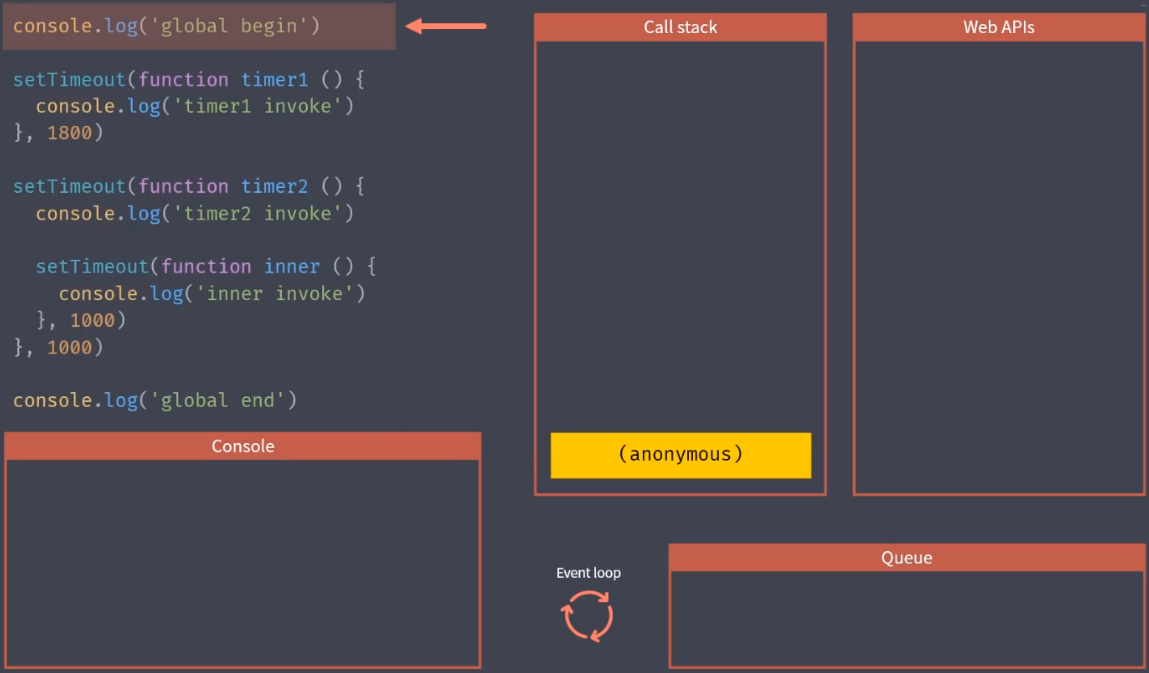 console.log('global begin')
setTimeout(function timer1 () {
  console.log('timer1 invoke')
}, 1800)
setTimeout(function timer2 () {
  console.log('timer2 invoke')
  setTimeout(function inner () {
    console.log('inner invoke')
  }, 1000)
}, 1000)
console.log('global end')
Console
Call stack
(anonymous)
Web APIs
Event loop
Queue